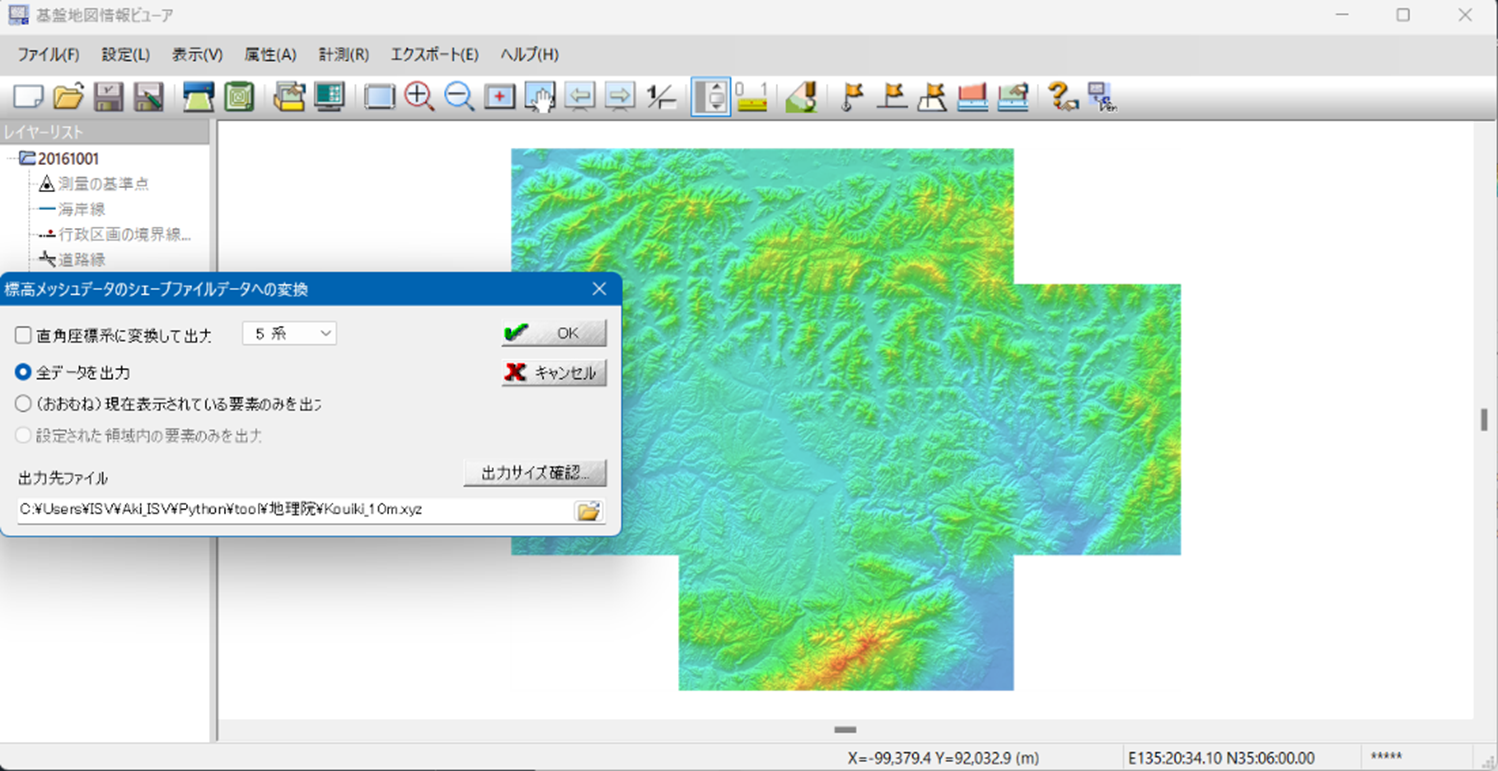 基盤地図情報ビューア
ファイル(F) 設定(L) 表示(V) 属性(A) 計測(R) エクスポート(E) ヘルプ(H)
0 1
1/
レイヤーリスト
20161001
測量の基準点
海岸線
行政区画の境界線...
道路縁
標高メッシュデータのシェープファイルデータへの変換
直角座標系に変換して出力 5 系
OK
全データを出力
キャンセル
(おおむね)現在表示されている要素のみを出力
設定された領域内の要素のみを出力
出力先ファイル
出力サイズ確認...
C:¥Users¥ISV¥Aki_ISV¥Python¥tool¥地理院¥Kouiki_10m.xyz
X=-99,379.4 Y=92,032.9 (m) E135:20:34.10 N35:06:00.00 *****